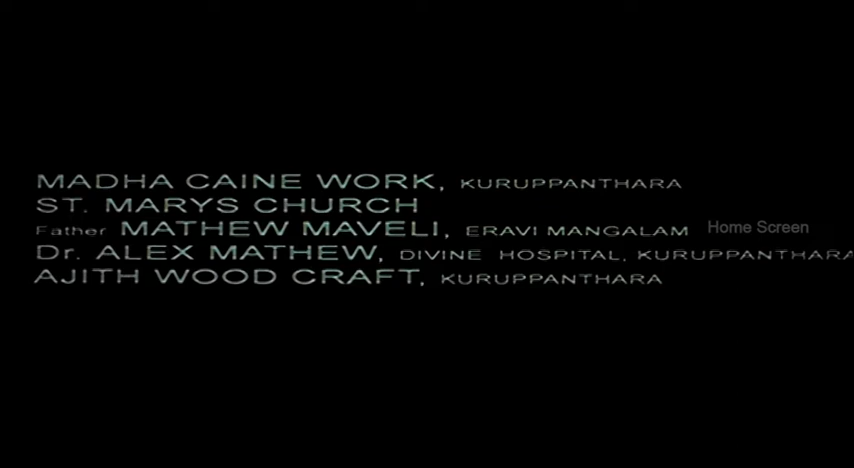 MADHA CAINE WORK, KURUPPANTHARA
ST. MARYS CHURCH
Father MATHEW MAVELI, ERAVI MANGALAM
Home Screen
Dr. ALEX MATHEW, DIVINE HOSPITAL, KURUPPANTHARA
AJITH WOOD CRAFT, KURUPPANTHARA